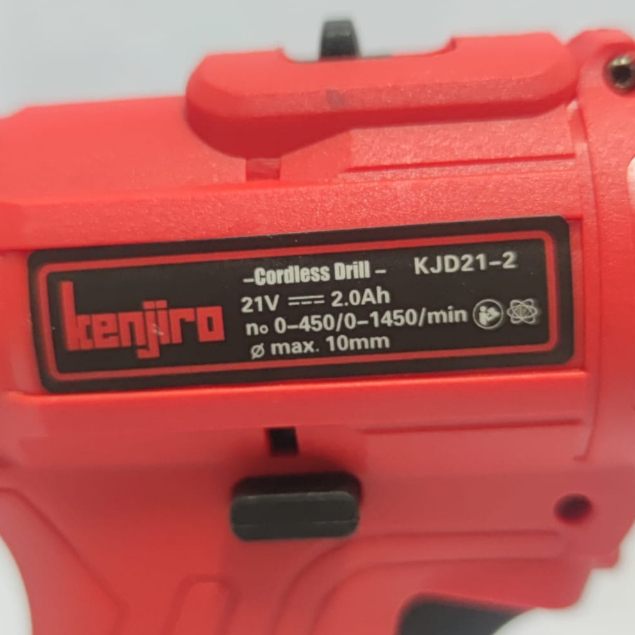 -Cordless Drill- KJD21-2
kenjiro
21V ⎓ 2.0Ah
n₀ 0-450/0-1450/min
ø max. 10mm